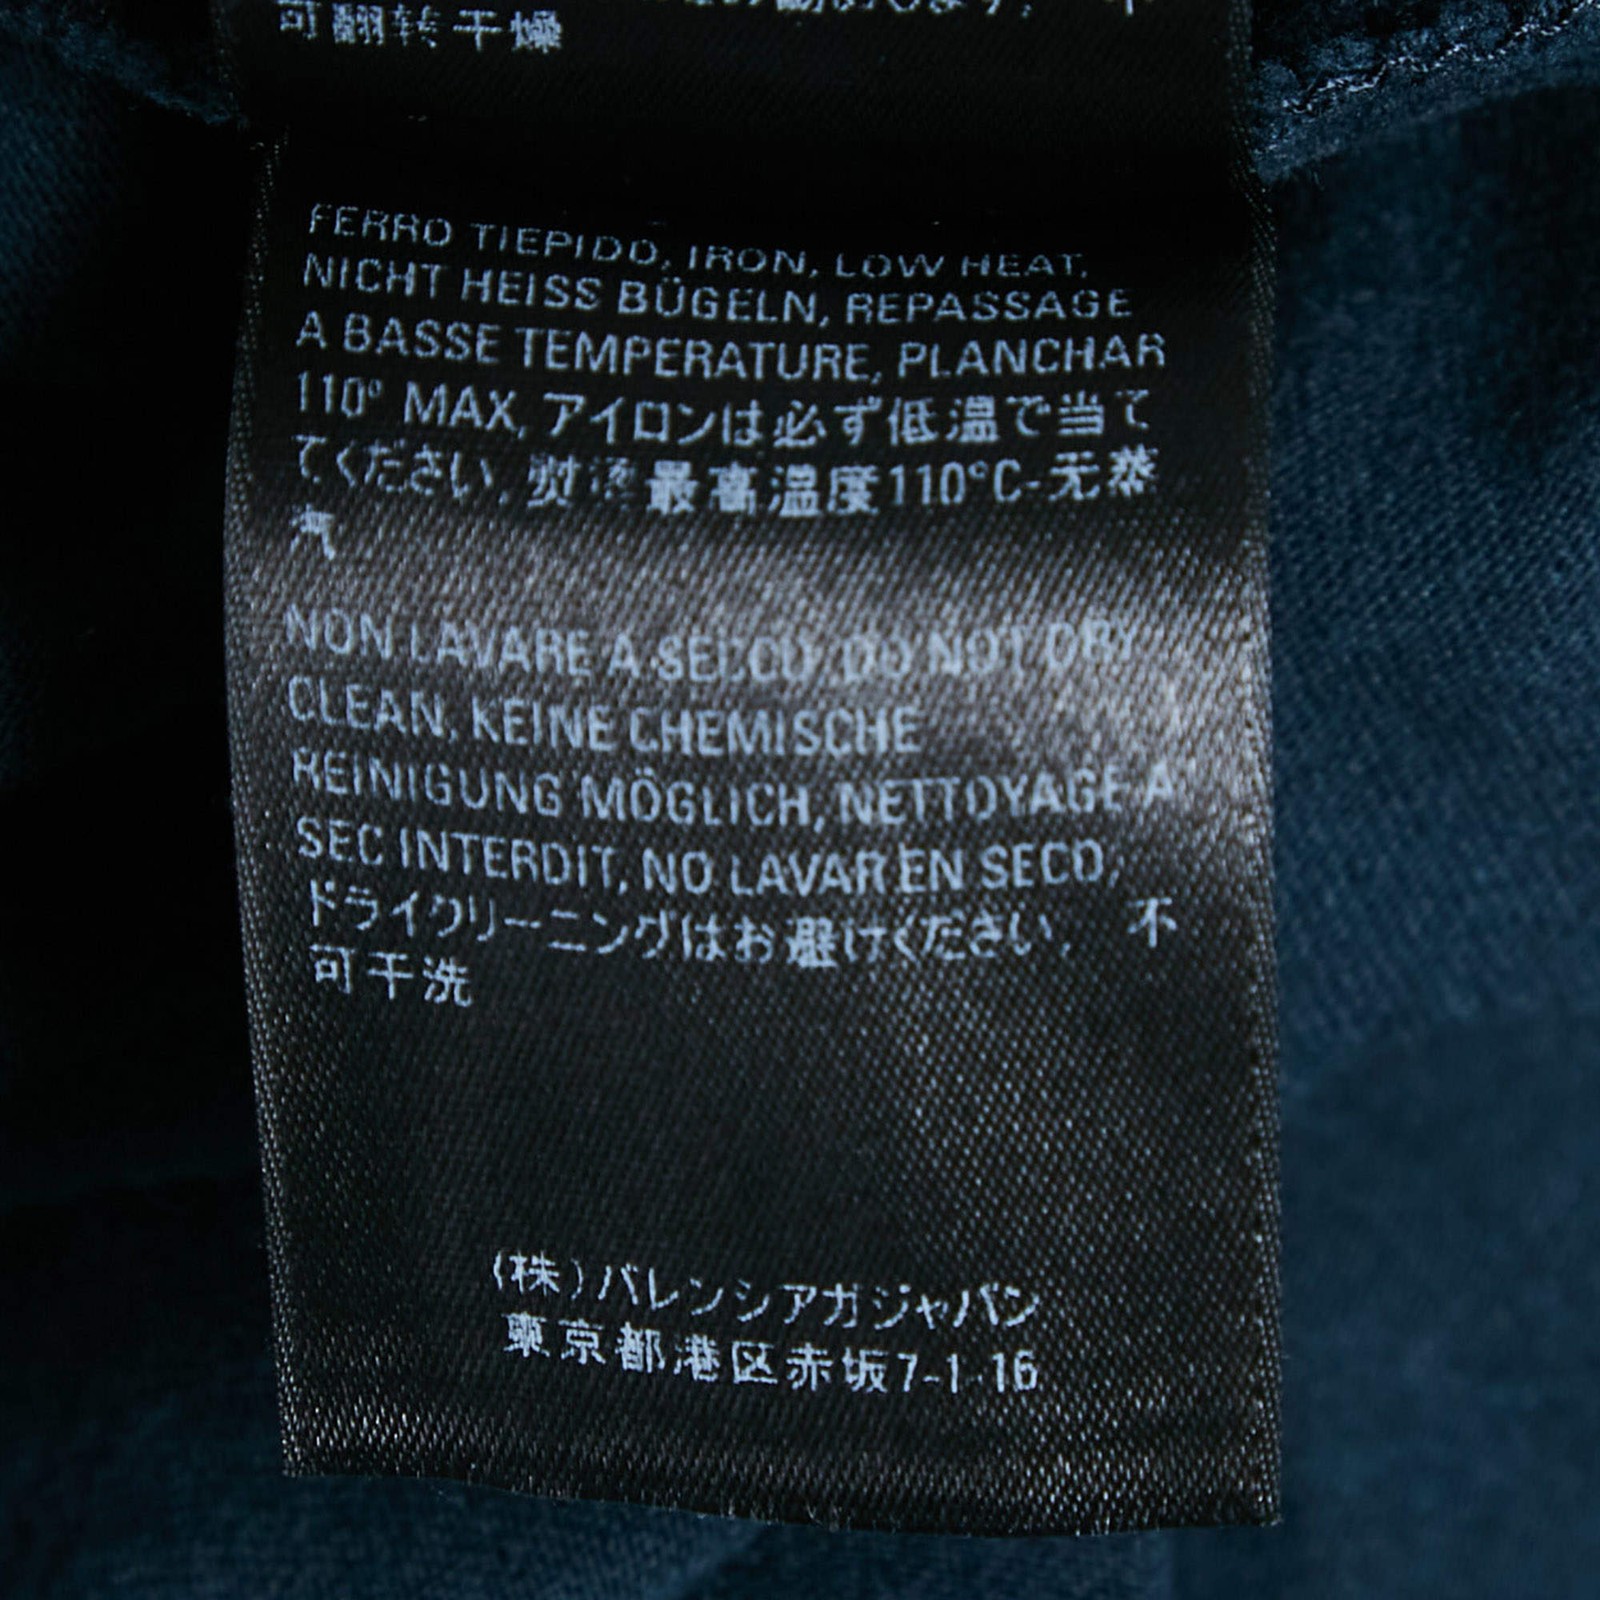 可翻转干燥
FERRO TIEPIDO, IRON, LOW HEAT,
NICHT HEISS BÜGELN, REPASSAGE
A BASSE TEMPERATURE, PLANCHAR
110° MAX, アイロンは必ず低温で当て
てください, 熨烫最高温度110°C-无蒸
汽
NON LAVARE A SECCO, DO NOT DRY
CLEAN, KEINE CHEMISCHE
REINIGUNG MÖGLICH, NETTOYAGE A
SEC INTERDIT, NO LAVAR EN SECO,
ドライクリーニングはお避けください, 不
可干洗
(株)バレンシアガジャパン
東京都港区赤坂7-1-16